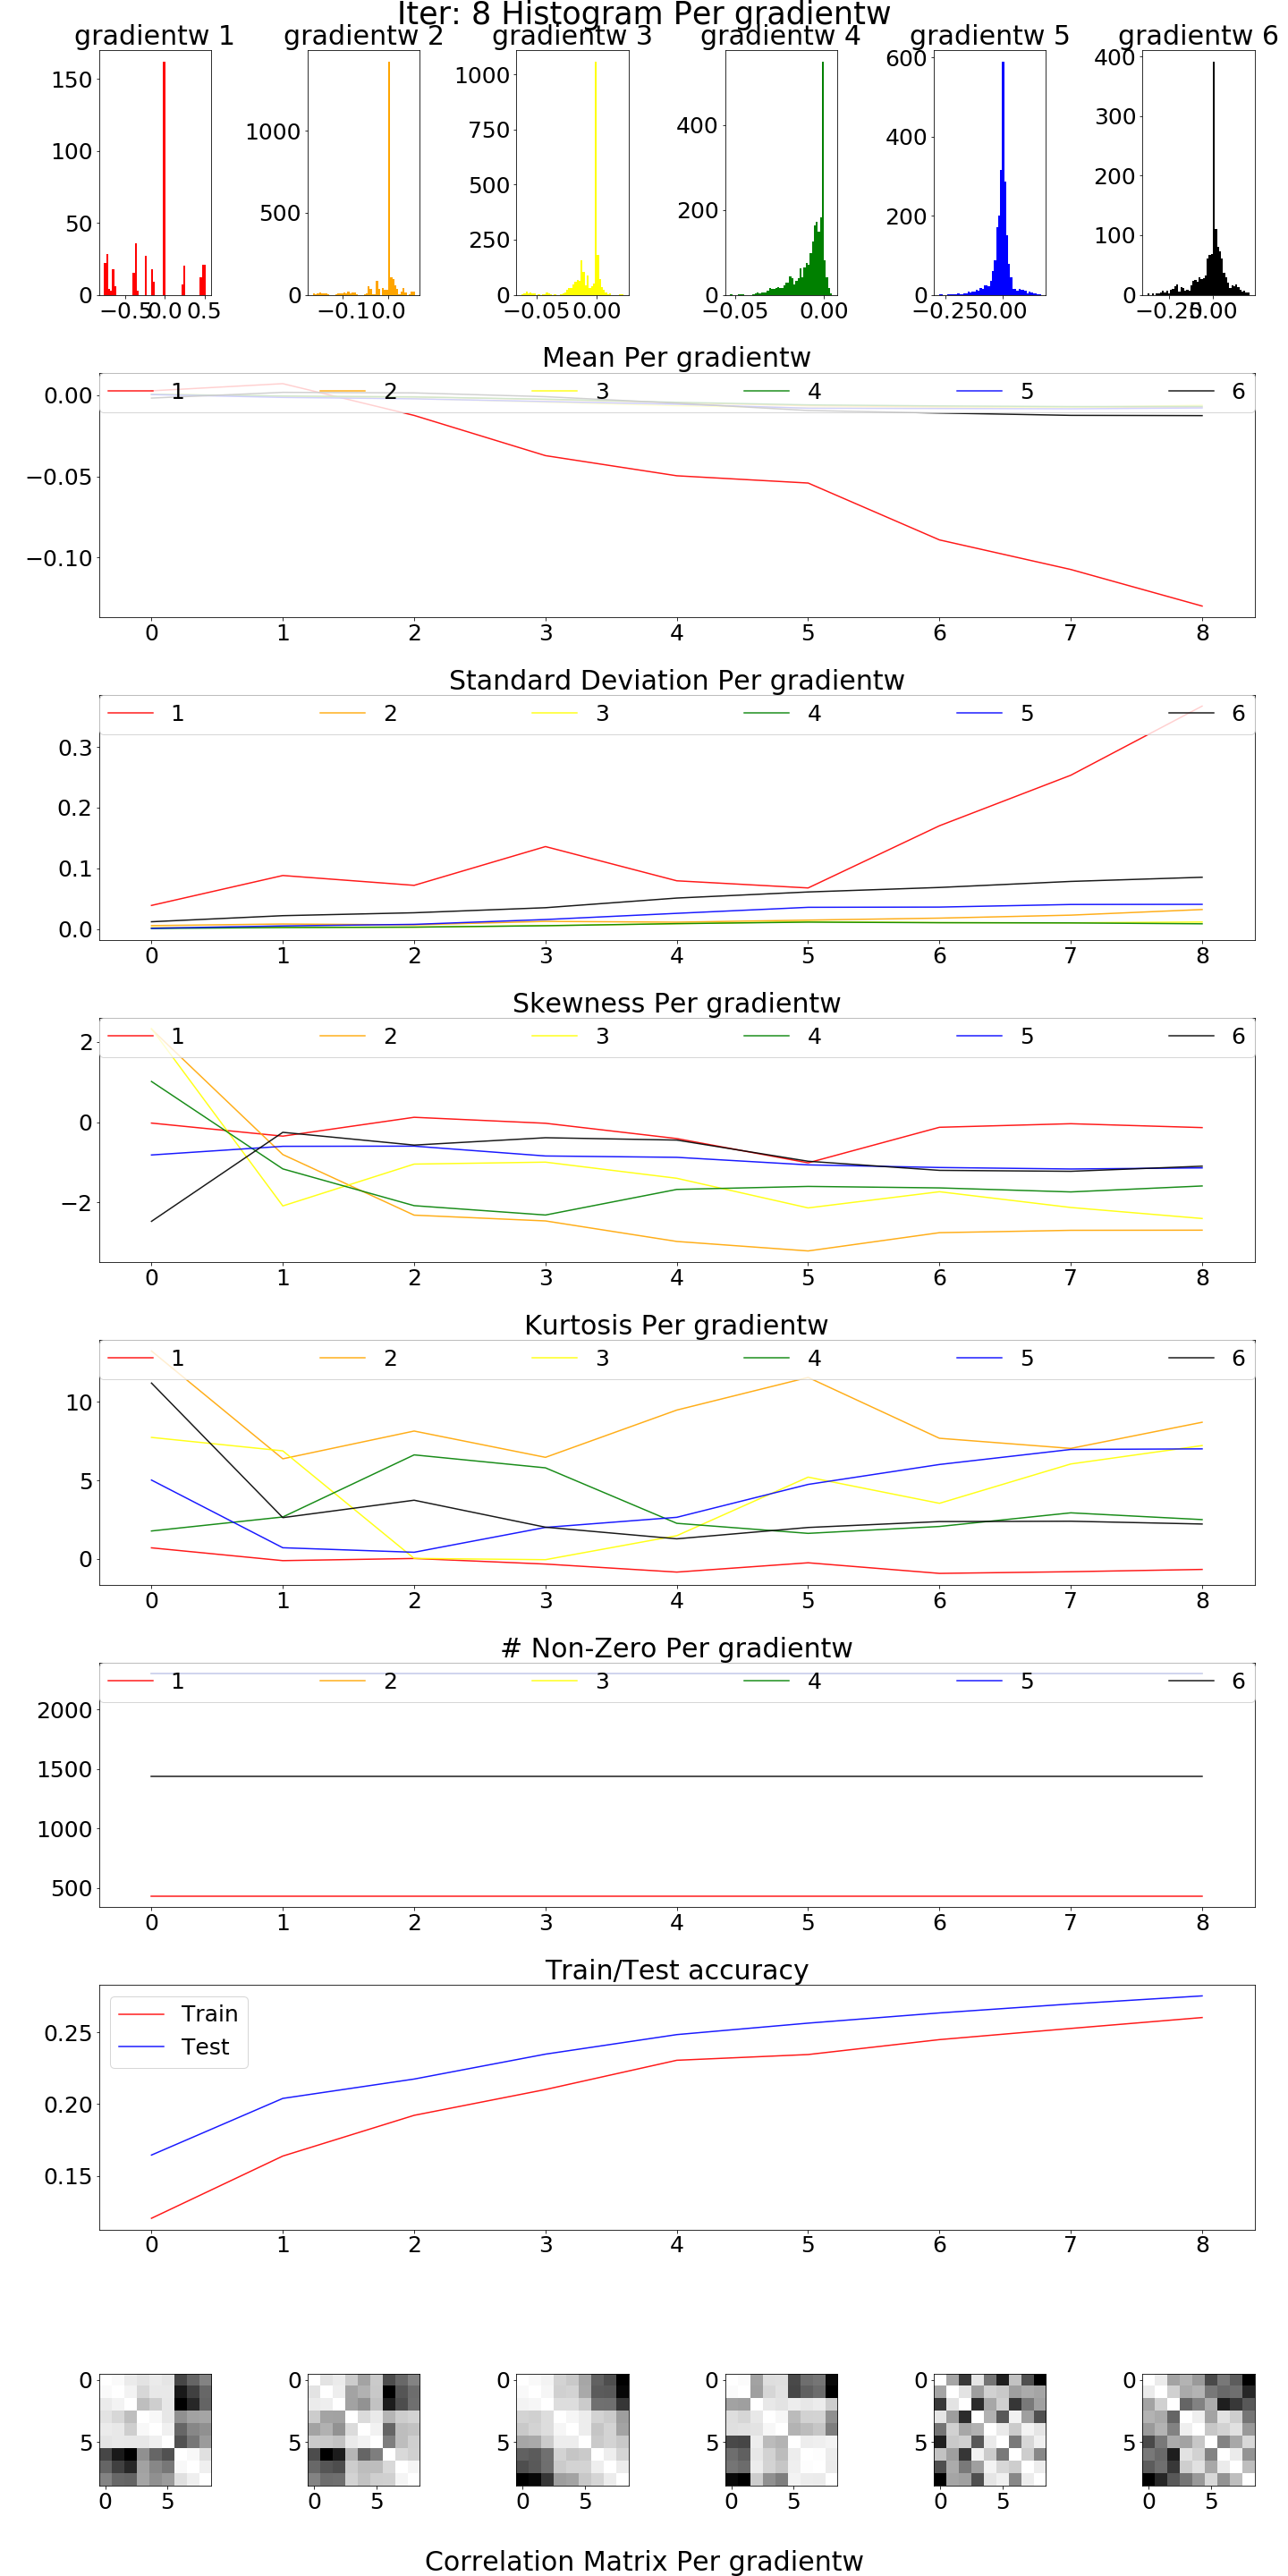 Iter: 8 Histogram Per gradientw
gradientw 1 gradientw 2 gradientw 3 gradientw 4 gradientw 5 gradientw 6
150
100
50
0
−0.5 0.0 0.5
1000
500
0
−0.1 0.0
1000
750
500
250
0
−0.05 0.00
400
200
0
−0.05 0.00
600
400
200
0
−0.25 0.00
400
300
200
100
0
−0.25 0.00
Mean Per gradientw
1 2 3 4 5 6
0.00
−0.05
−0.10
0 1 2 3 4 5 6 7 8
Standard Deviation Per gradientw
1 2 3 4 5 6
0.3
0.2
0.1
0.0
0 1 2 3 4 5 6 7 8
Skewness Per gradientw
1 2 3 4 5 6
2
0
−2
0 1 2 3 4 5 6 7 8
Kurtosis Per gradientw
1 2 3 4 5 6
10
5
0
0 1 2 3 4 5 6 7 8
# Non-Zero Per gradientw
1 2 3 4 5 6
2000
1500
1000
500
0 1 2 3 4 5 6 7 8
Train/Test accuracy
Train
Test
0.25
0.20
0.15
0 1 2 3 4 5 6 7 8
0 0 0 0 0 0
5 5 5 5 5 5
0 5 0 5 0 5 0 5 0 5 0 5
Correlation Matrix Per gradientw